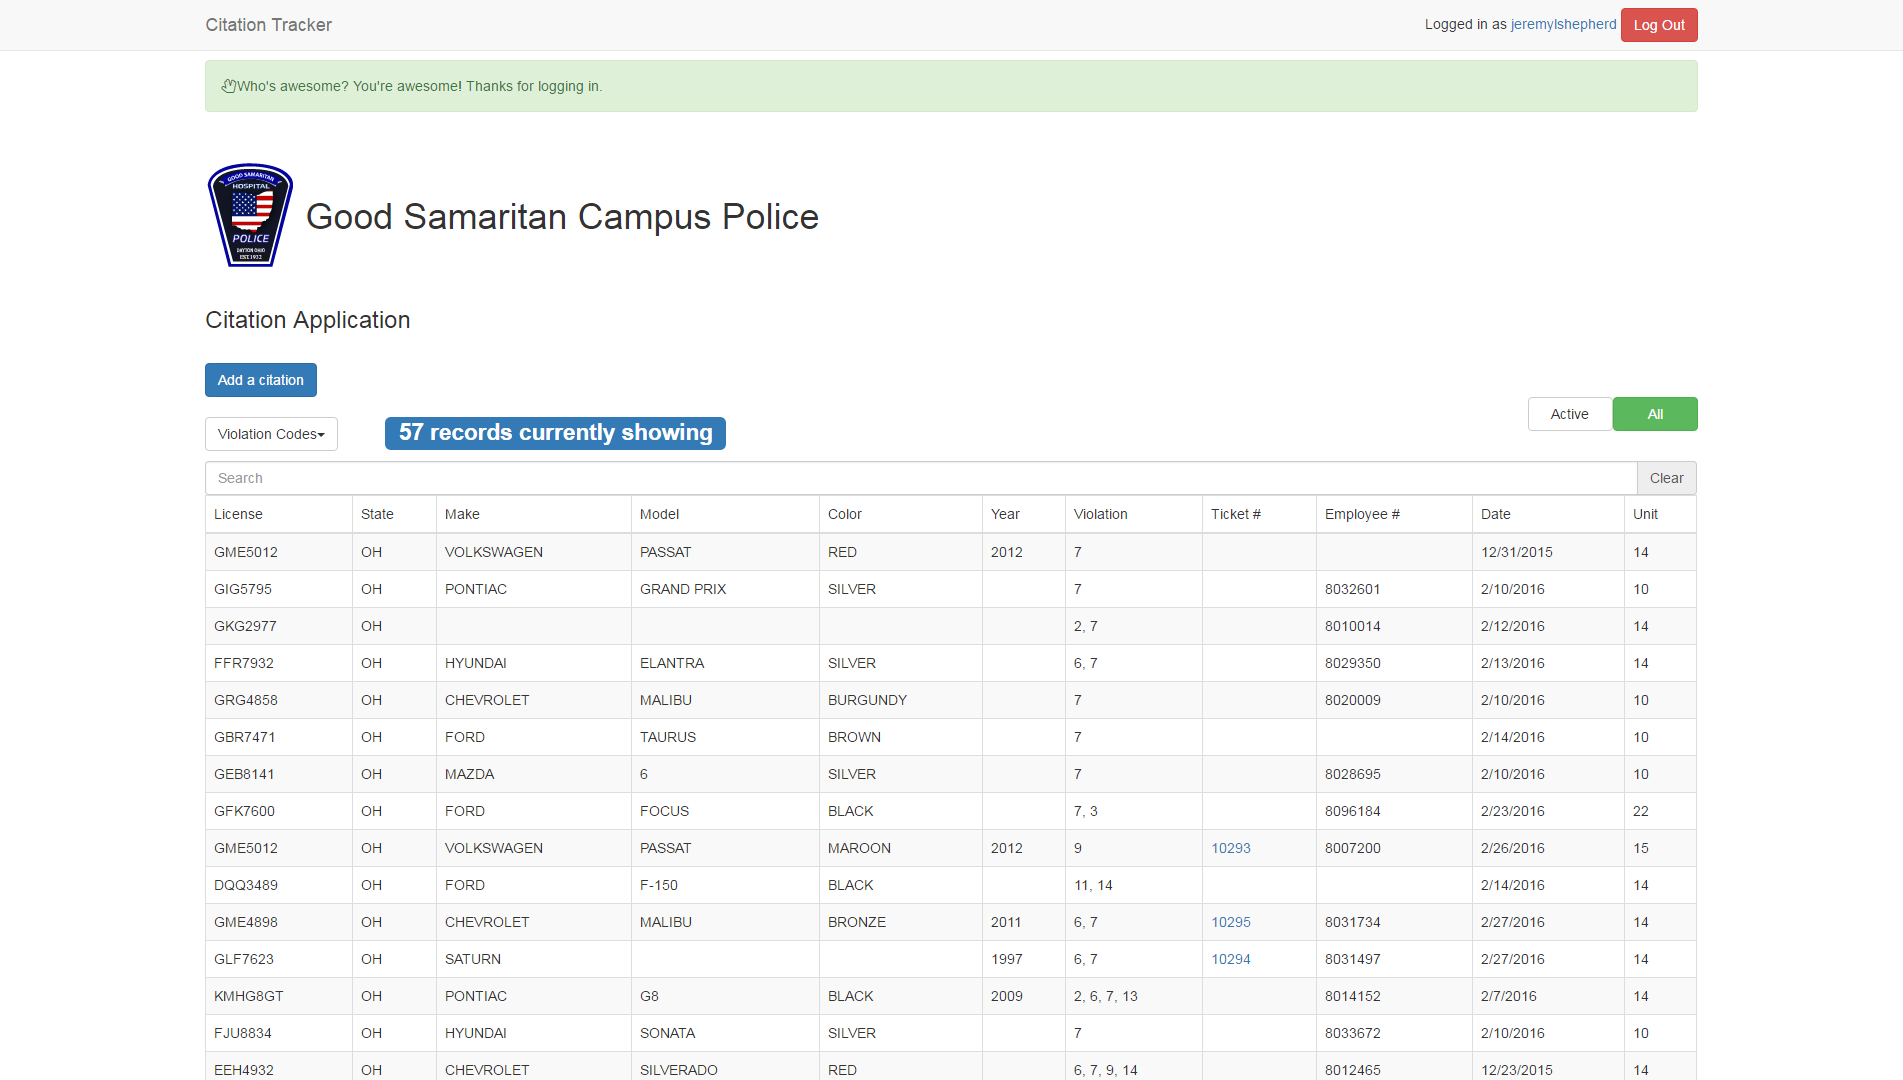 Citation Tracker Logged in as jeremylshepherd Log Out
Who's awesome? You're awesome! Thanks for logging in.
GOOD SAMARITAN
HOSPITAL
POLICE
DAYTON OHIO
EST.1932
Good Samaritan Campus Police
Citation Application
Add a citation
Active All
Violation Codes 57 records currently showing
Search Clear
License State Make Model Color Year Violation Ticket # Employee # Date Unit
GME5012 OH VOLKSWAGEN PASSAT RED 2012 7 12/31/2015 14
GIG5795 OH PONTIAC GRAND PRIX SILVER 7 8032601 2/10/2016 10
GKG2977 OH 2, 7 8010014 2/12/2016 14
FFR7932 OH HYUNDAI ELANTRA SILVER 6, 7 8029350 2/13/2016 14
GRG4858 OH CHEVROLET MALIBU BURGUNDY 7 8020009 2/10/2016 10
GBR7471 OH FORD TAURUS BROWN 7 2/14/2016 10
GEB8141 OH MAZDA 6 SILVER 7 8028695 2/10/2016 10
GFK7600 OH FORD FOCUS BLACK 7, 3 8096184 2/23/2016 22
GME5012 OH VOLKSWAGEN PASSAT MAROON 2012 9 10293 8007200 2/26/2016 15
DQQ3489 OH FORD F-150 BLACK 11, 14 2/14/2016 14
GME4898 OH CHEVROLET MALIBU BRONZE 2011 6, 7 10295 8031734 2/27/2016 14
GLF7623 OH SATURN 1997 6, 7 10294 8031497 2/27/2016 14
KMHG8GT OH PONTIAC G8 BLACK 2009 2, 6, 7, 13 8014152 2/7/2016 14
FJU8834 OH HYUNDAI SONATA SILVER 7 8033672 2/10/2016 10
EEH4932 OH CHEVROLET SILVERADO RED 6, 7, 9, 14 8012465 12/23/2015 14